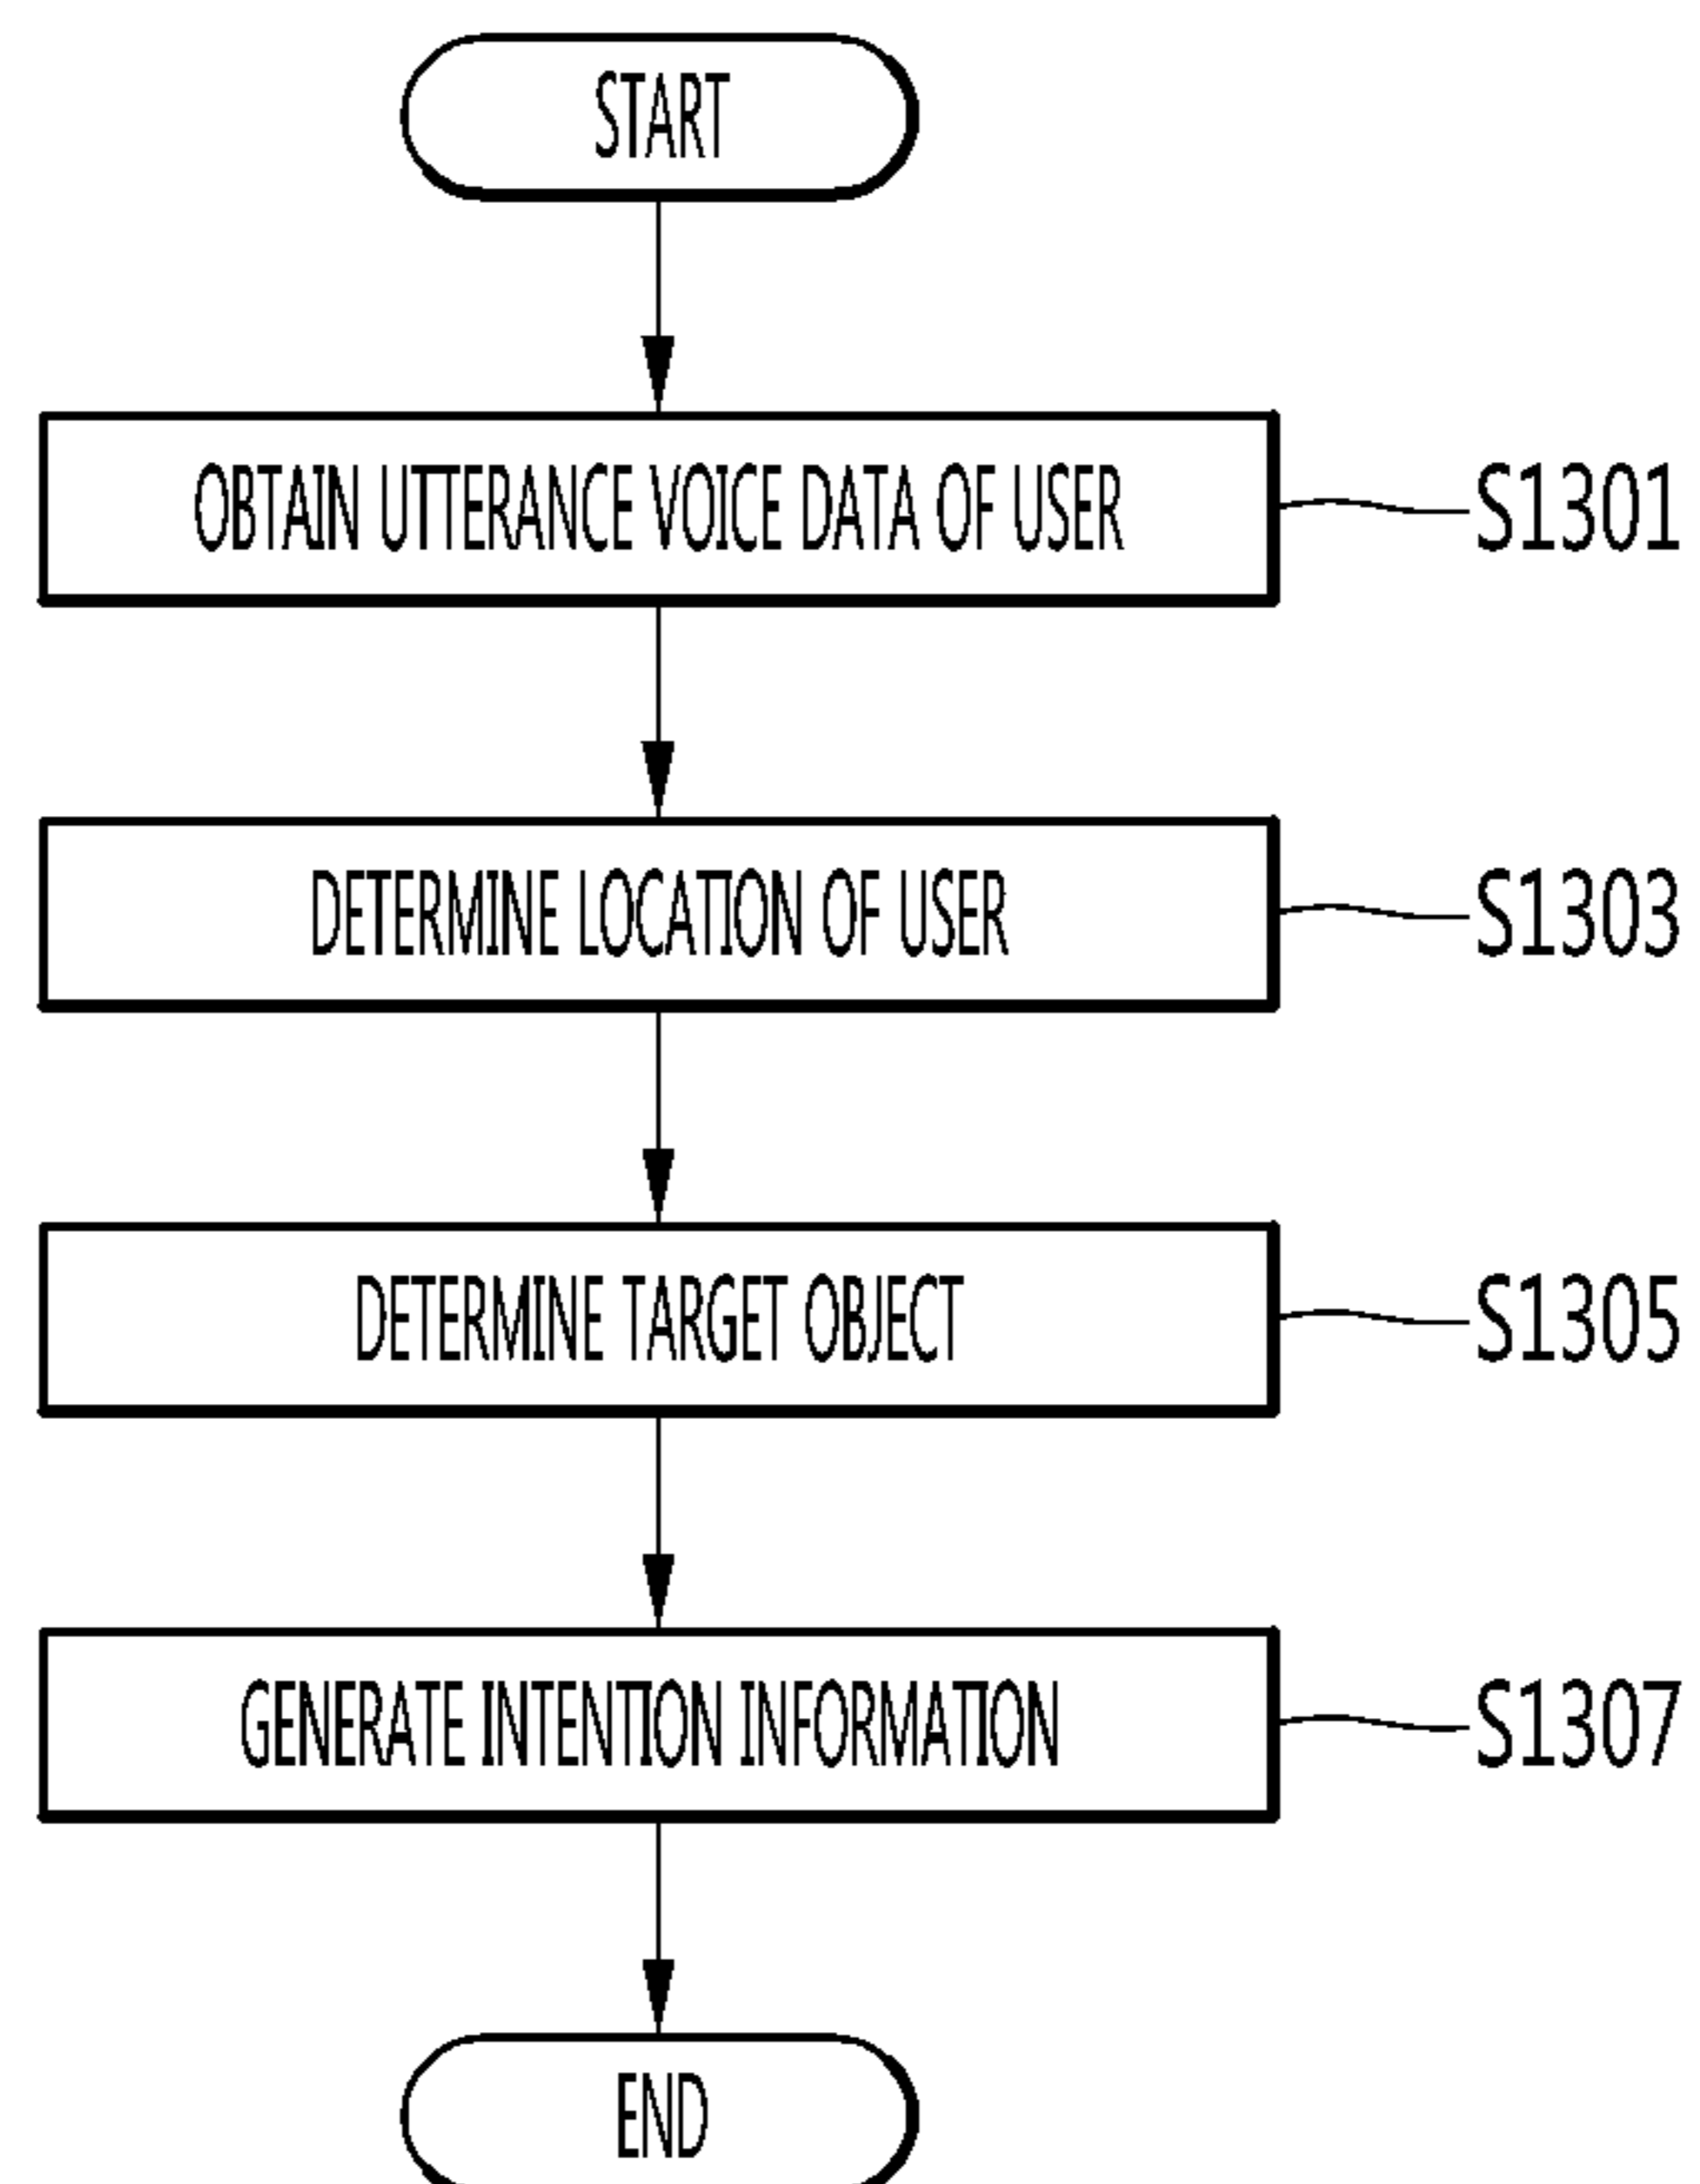 START
OBTAIN UTTERANCE VOICE DATA OF USER
S1301
DETERMINE LOCATION OF USER
S1303
DETERMINE TARGET OBJECT
S1305
GENERATE INTENTION INFORMATION
S1307
END